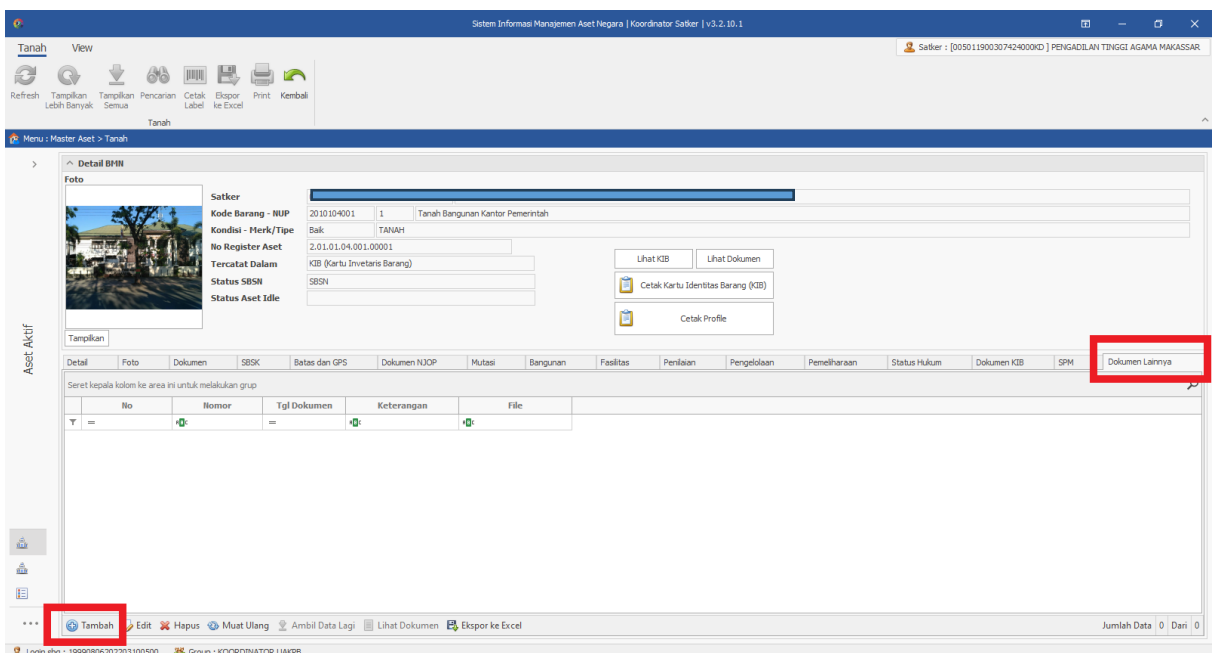 Sistem Informasi Manajemen Aset Negara | Koordinator Satker | v3.2.10.1
Tanah View
Satker : [005011900307424000KD ] PENGADILAN TINGGI AGAMA MAKASSAR
Refresh Tampilkan Lebih Banyak Tampilkan Semua Pencarian Cetak Label Ekspor ke Excel Print Kembali
Tanah
Menu : Master Aset > Tanah
Detail BMN
Foto
Satker
Kode Barang - NUP 2010104001 1 Tanah Bangunan Kantor Pemerintah
Kondisi - Merk/Tipe Baik TANAH
No Register Aset 2.01.01.04.001.00001
Lihat KIB Lihat Dokumen
Tercatat Dalam KIB (Kartu Invetaris Barang)
Status SBSN SBSN
Cetak Kartu Identitas Barang (KIB)
Status Aset Idle
Cetak Profile
Tampilkan
Aset Aktif
Detail Foto Dokumen SBSK Batas dan GPS Dokumen NJOP Mutasi Bangunan Fasilitas Penilaian Pengelolaan Pemeliharaan Status Hukum Dokumen KIB SPM Dokumen Lainnya
Seret kepala kolom ke area ini untuk melakukan grup
No Nomor Tgl Dokumen Keterangan File
Tambah Edit Hapus Muat Ulang Ambil Data Lagi Lihat Dokumen Ekspor ke Excel Jumlah Data 0 Dari 0